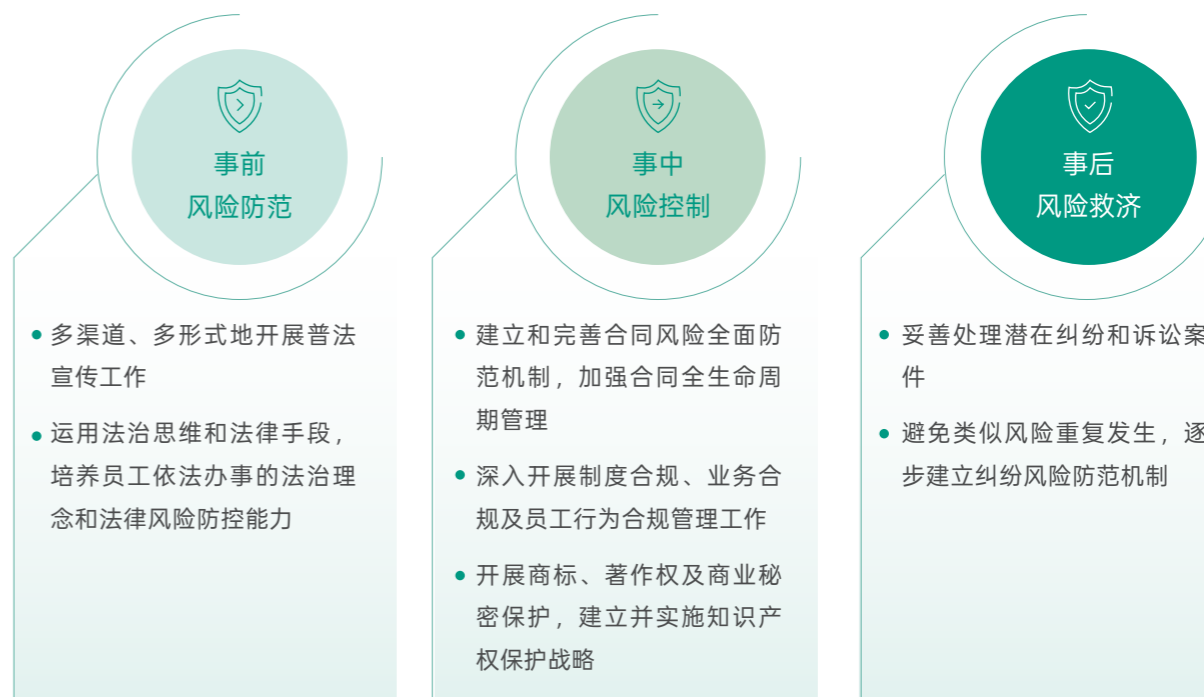 事前
风险防范
多渠道、多形式地开展普法
宣传工作
运用法治思维和法律手段，
培养员工依法办事的法治理
念和法律风险防控能力
事中
风险控制
建立和完善合同风险全面防
范机制，加强合同全生命周
期管理
深入开展制度合规、业务合
规及员工行为合规管理工作
开展商标、著作权及商业秘
密保护，建立并实施知识产
权保护战略
事后
风险救济
妥善处理潜在纠纷和诉讼案
件
避免类似风险重复发生，逐
步建立纠纷风险防范机制